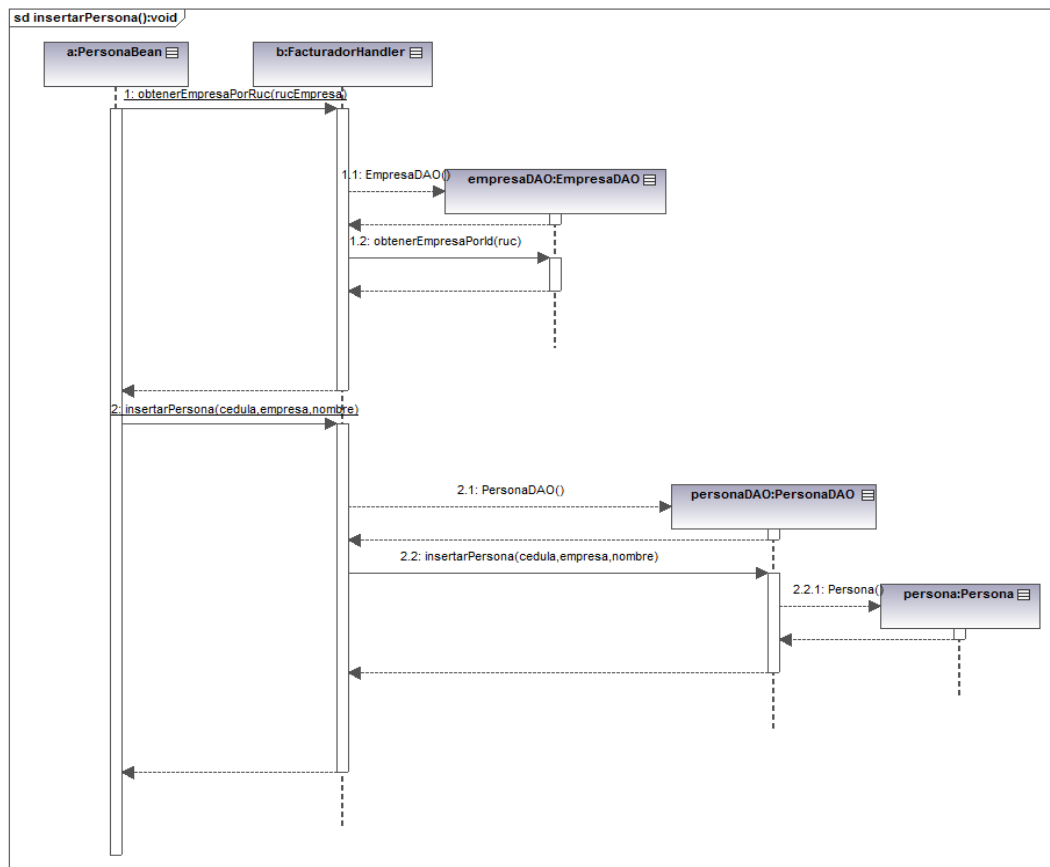 sd insertarPersona():void
a:PersonaBean
b:FacturadorHandler
1: obtenerEmpresaPorRuc(rucEmpresa)
1.1: EmpresaDAO()
empresaDAO:EmpresaDAO
1.2: obtenerEmpresaPorId(ruc)
2: insertarPersona(cedula,empresa,nombre)
2.1: PersonaDAO()
personaDAO:PersonaDAO
2.2: insertarPersona(cedula,empresa,nombre)
2.2.1: Persona()
persona:Persona